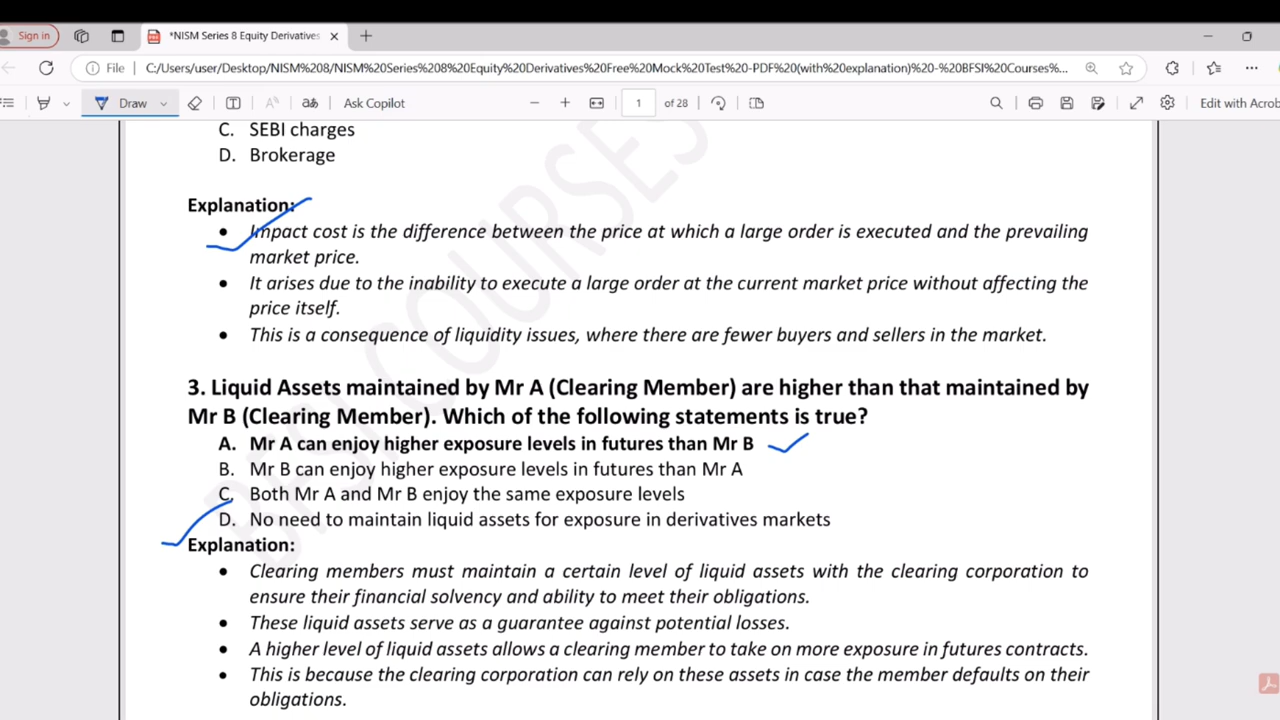 Sign in
*NISM Series 8 Equity Derivatives
File
C:/Users/user/Desktop/NISM%208/NISM%20Series%208%20Equity%20Derivatives%20Free%20Mock%20Test%20-PDF%20(with%20explanation)%20-%20BFSI%20Courses%...
Draw
Ask Copilot
1
of 28
Edit with Acrob
C. SEBI charges
D. Brokerage
Explanation:
• Impact cost is the difference between the price at which a large order is executed and the prevailing
market price.
• It arises due to the inability to execute a large order at the current market price without affecting the
price itself.
• This is a consequence of liquidity issues, where there are fewer buyers and sellers in the market.
3. Liquid Assets maintained by Mr A (Clearing Member) are higher than that maintained by
Mr B (Clearing Member). Which of the following statements is true?
A. Mr A can enjoy higher exposure levels in futures than Mr B
B. Mr B can enjoy higher exposure levels in futures than Mr A
C. Both Mr A and Mr B enjoy the same exposure levels
D. No need to maintain liquid assets for exposure in derivatives markets
Explanation:
• Clearing members must maintain a certain level of liquid assets with the clearing corporation to
ensure their financial solvency and ability to meet their obligations.
• These liquid assets serve as a guarantee against potential losses.
• A higher level of liquid assets allows a clearing member to take on more exposure in futures contracts.
• This is because the clearing corporation can rely on these assets in case the member defaults on their
obligations.
BFSI COURSES